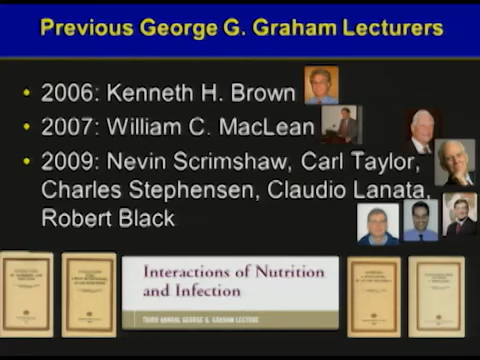 Previous George G. Graham Lecturers
• 2006: Kenneth H. Brown
• 2007: William C. MacLean
• 2009: Nevin Scrimshaw, Carl Taylor,
Charles Stephensen, Claudio Lanata,
Robert Black
Interactions of Nutrition
and Infection
THIRD ANNUAL GEORGE G. GRAHAM LECTURE